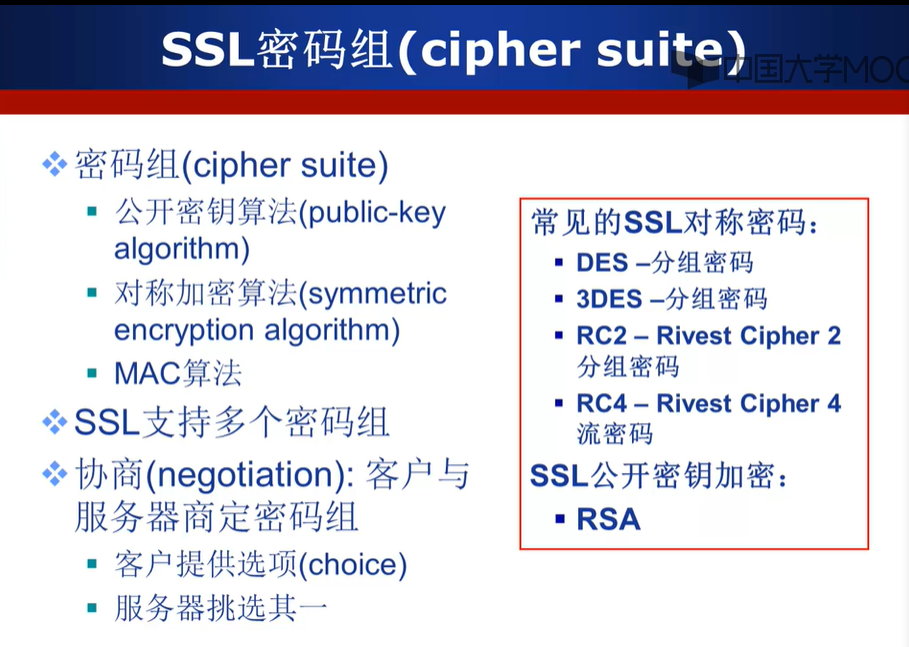 SSL密码组(cipher suite)
中国大学MOO
密码组(cipher suite)
公开密钥算法(public-key
algorithm)
对称加密算法(symmetric
encryption algorithm)
MAC算法
SSL支持多个密码组
协商(negotiation): 客户与
服务器商定密码组
客户提供选项(choice)
服务器挑选其一
常见的SSL对称密码：
DES –分组密码
3DES –分组密码
RC2 – Rivest Cipher 2
分组密码
RC4 – Rivest Cipher 4
流密码
SSL公开密钥加密：
RSA